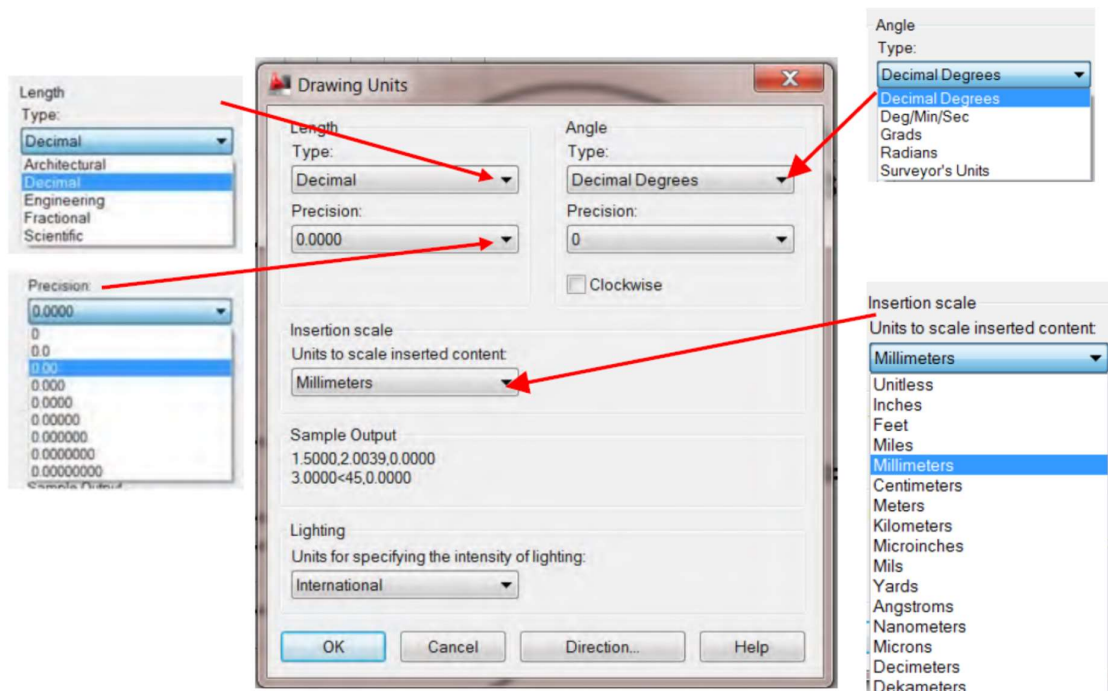 Length
Type:
Decimal
Architectural
Decimal
Engineering
Fractional
Scientific
Precision:
0.0000
0
0.0
0.00
0.000
0.0000
0.00000
0.000000
0.0000000
0.00000000
Sample Output
Drawing Units
Length
Type:
Decimal
Precision:
0.0000
Angle
Type:
Decimal Degrees
Precision:
0
Clockwise
Insertion scale
Units to scale inserted content:
Millimeters
Sample Output
1.5000,2.0039,0.0000
3.0000<45,0.0000
Lighting
Units for specifying the intensity of lighting:
International
OK
Cancel
Direction...
Help
Angle
Type:
Decimal Degrees
Decimal Degrees
Deg/Min/Sec
Grads
Radians
Surveyor's Units
Insertion scale
Units to scale inserted content:
Millimeters
Unitless
Inches
Feet
Miles
Millimeters
Centimeters
Meters
Kilometers
Microinches
Mils
Yards
Angstroms
Nanometers
Microns
Decimeters
Dekameters